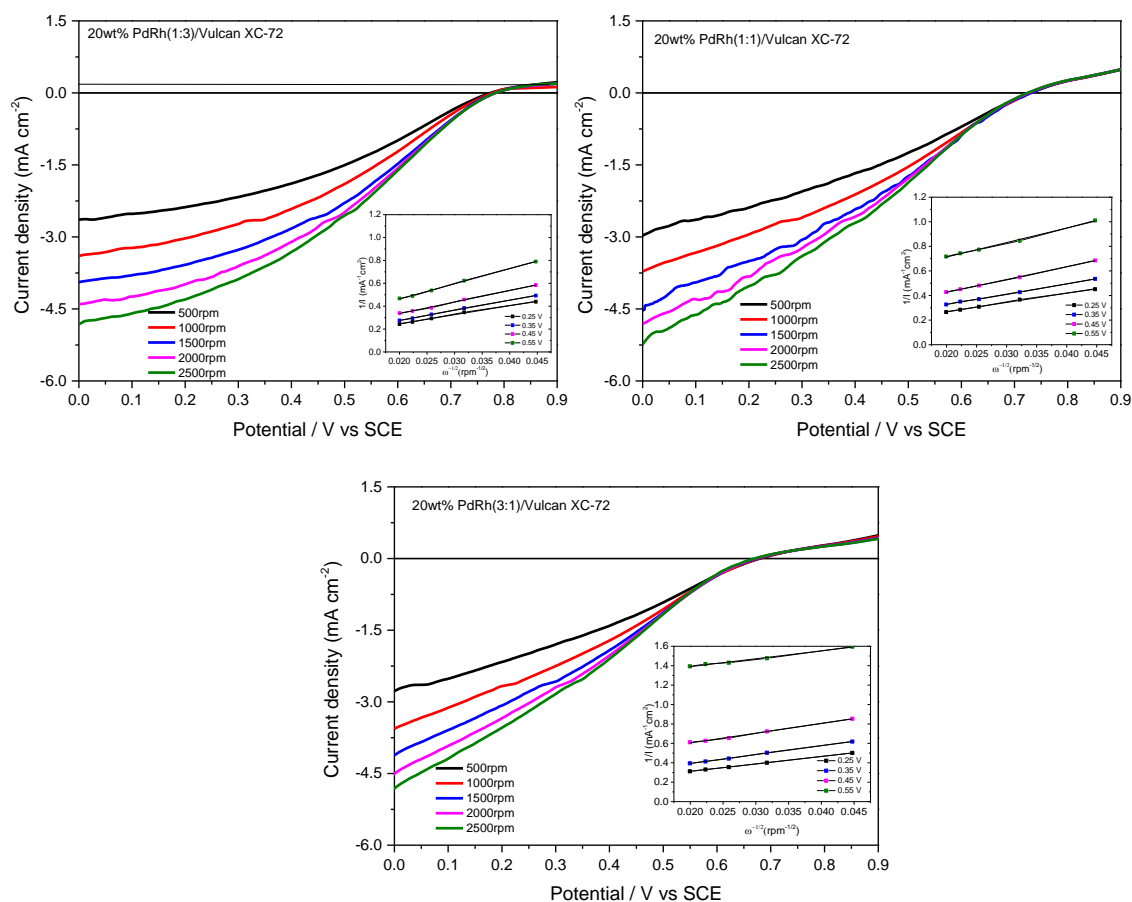 20wt% PdRh(1:3)/Vulcan XC-72
Current density (mA cm-2)
1.5
0.0
-1.5
-3.0
-4.5
-6.0
500rpm
1000rpm
1500rpm
2000rpm
2500rpm
1/I (mA-1cm2)
1.2
1.0
0.8
0.6
0.4
0.2
0.0
0.25 V
0.35 V
0.45 V
0.55 V
0.020 0.025 0.030 0.035 0.040 0.045
ω-1/2(rpm-1/2)
0.0 0.1 0.2 0.3 0.4 0.5 0.6 0.7 0.8 0.9
Potential / V vs SCE
20wt% PdRh(1:1)/Vulcan XC-72
Current density (mA cm-2)
1.5
0.0
-1.5
-3.0
-4.5
-6.0
500rpm
1000rpm
1500rpm
2000rpm
2500rpm
1/I (mA-1cm2)
1.2
1.0
0.8
0.6
0.4
0.2
0.0
0.25 V
0.35 V
0.45 V
0.55 V
0.020 0.025 0.030 0.035 0.040 0.045
ω-1/2(rpm-1/2)
0.0 0.1 0.2 0.3 0.4 0.5 0.6 0.7 0.8 0.9
Potential / V vs SCE
20wt% PdRh(3:1)/Vulcan XC-72
Current density (mA cm-2)
1.5
0.0
-1.5
-3.0
-4.5
-6.0
500rpm
1000rpm
1500rpm
2000rpm
2500rpm
1/I (mA-1cm2)
1.6
1.4
1.2
1.0
0.8
0.6
0.4
0.2
0.0
0.25 V
0.35 V
0.45 V
0.55 V
0.020 0.025 0.030 0.035 0.040 0.045
ω-1/2(rpm-1/2)
0.0 0.1 0.2 0.3 0.4 0.5 0.6 0.7 0.8 0.9
Potential / V vs SCE